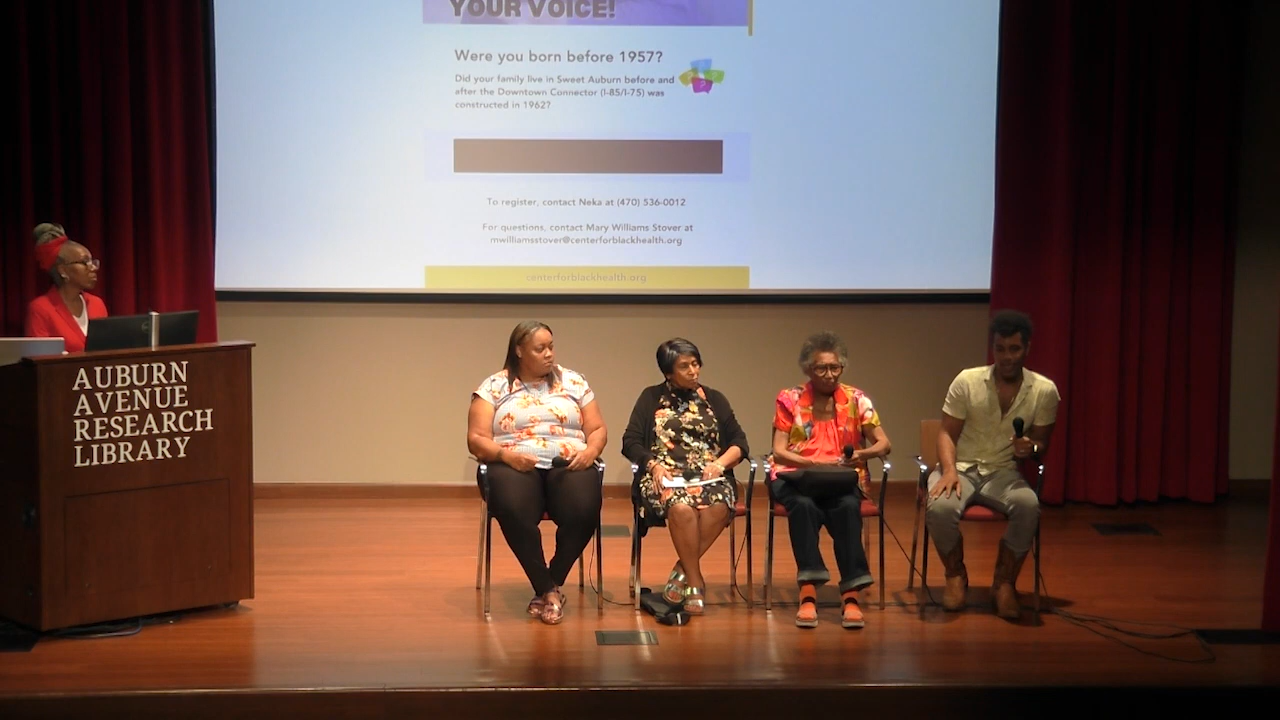 YOUR VOICE!
Were you born before 1957?
Did your family live in Sweet Auburn before and
after the Downtown Connector (I-85/I-75) was
constructed in 1962?
To register, contact Neka at (470) 536-0012
For questions, contact Mary Williams Stover at
mwilliamsstover@centerforblackhealth.org
centerforblackhealth.org
AUBURN
AVENUE
RESEARCH
LIBRARY